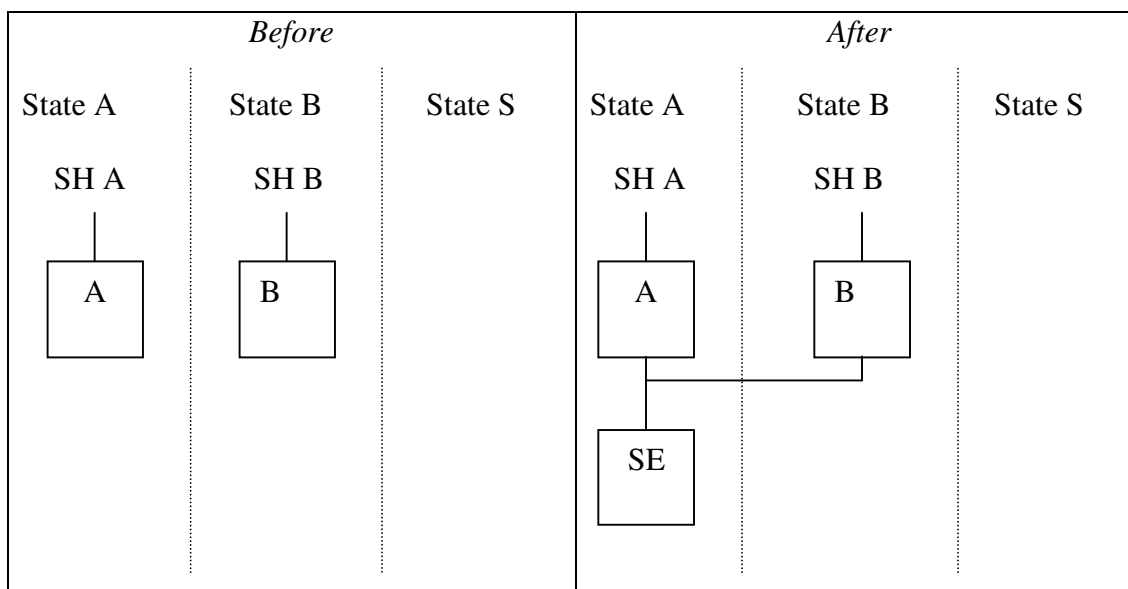 Before
State A State B State S
SH A SH B
A B
After
State A State B State S
SH A SH B
A B
SE